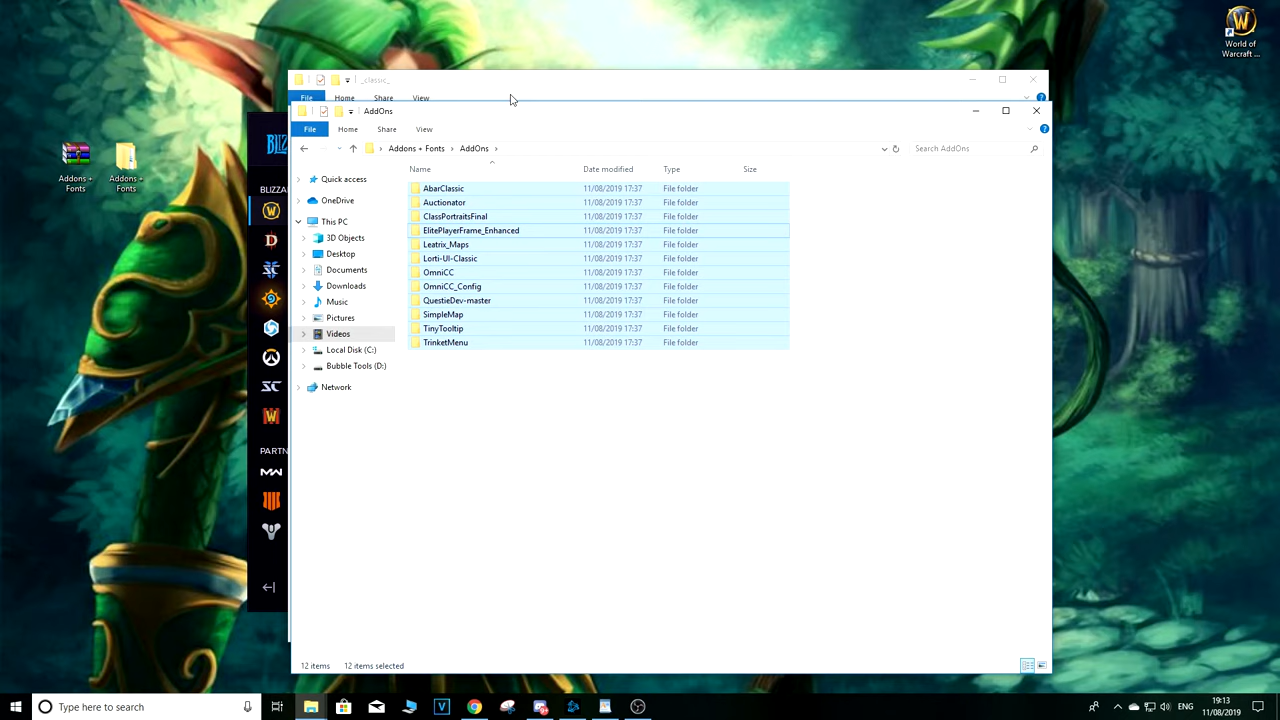 World of
Warcraft ...
_classic_
File
Home
Share
View
AddOns
File
Home
Share
View
Addons + Fonts
AddOns
Search AddOns
Addons +
Fonts
Addons +
Fonts
BLIZ
BLIZZA
PARTN
Quick access
OneDrive
This PC
3D Objects
Desktop
Documents
Downloads
Music
Pictures
Videos
Local Disk (C:)
Bubble Tools (D:)
Network
Name Date modified Type Size
AbarClassic 11/08/2019 17:37 File folder
Auctionator 11/08/2019 17:37 File folder
ClassPortraitsFinal 11/08/2019 17:37 File folder
ElitePlayerFrame_Enhanced 11/08/2019 17:37 File folder
Leatrix_Maps 11/08/2019 17:37 File folder
Lorti-UI-Classic 11/08/2019 17:37 File folder
OmniCC 11/08/2019 17:37 File folder
OmniCC_Config 11/08/2019 17:37 File folder
QuestieDev-master 11/08/2019 17:37 File folder
SimpleMap 11/08/2019 17:37 File folder
TinyTooltip 11/08/2019 17:37 File folder
TrinketMenu 11/08/2019 17:37 File folder
12 items 12 items selected
Type here to search
ENG
19:13
11/08/2019